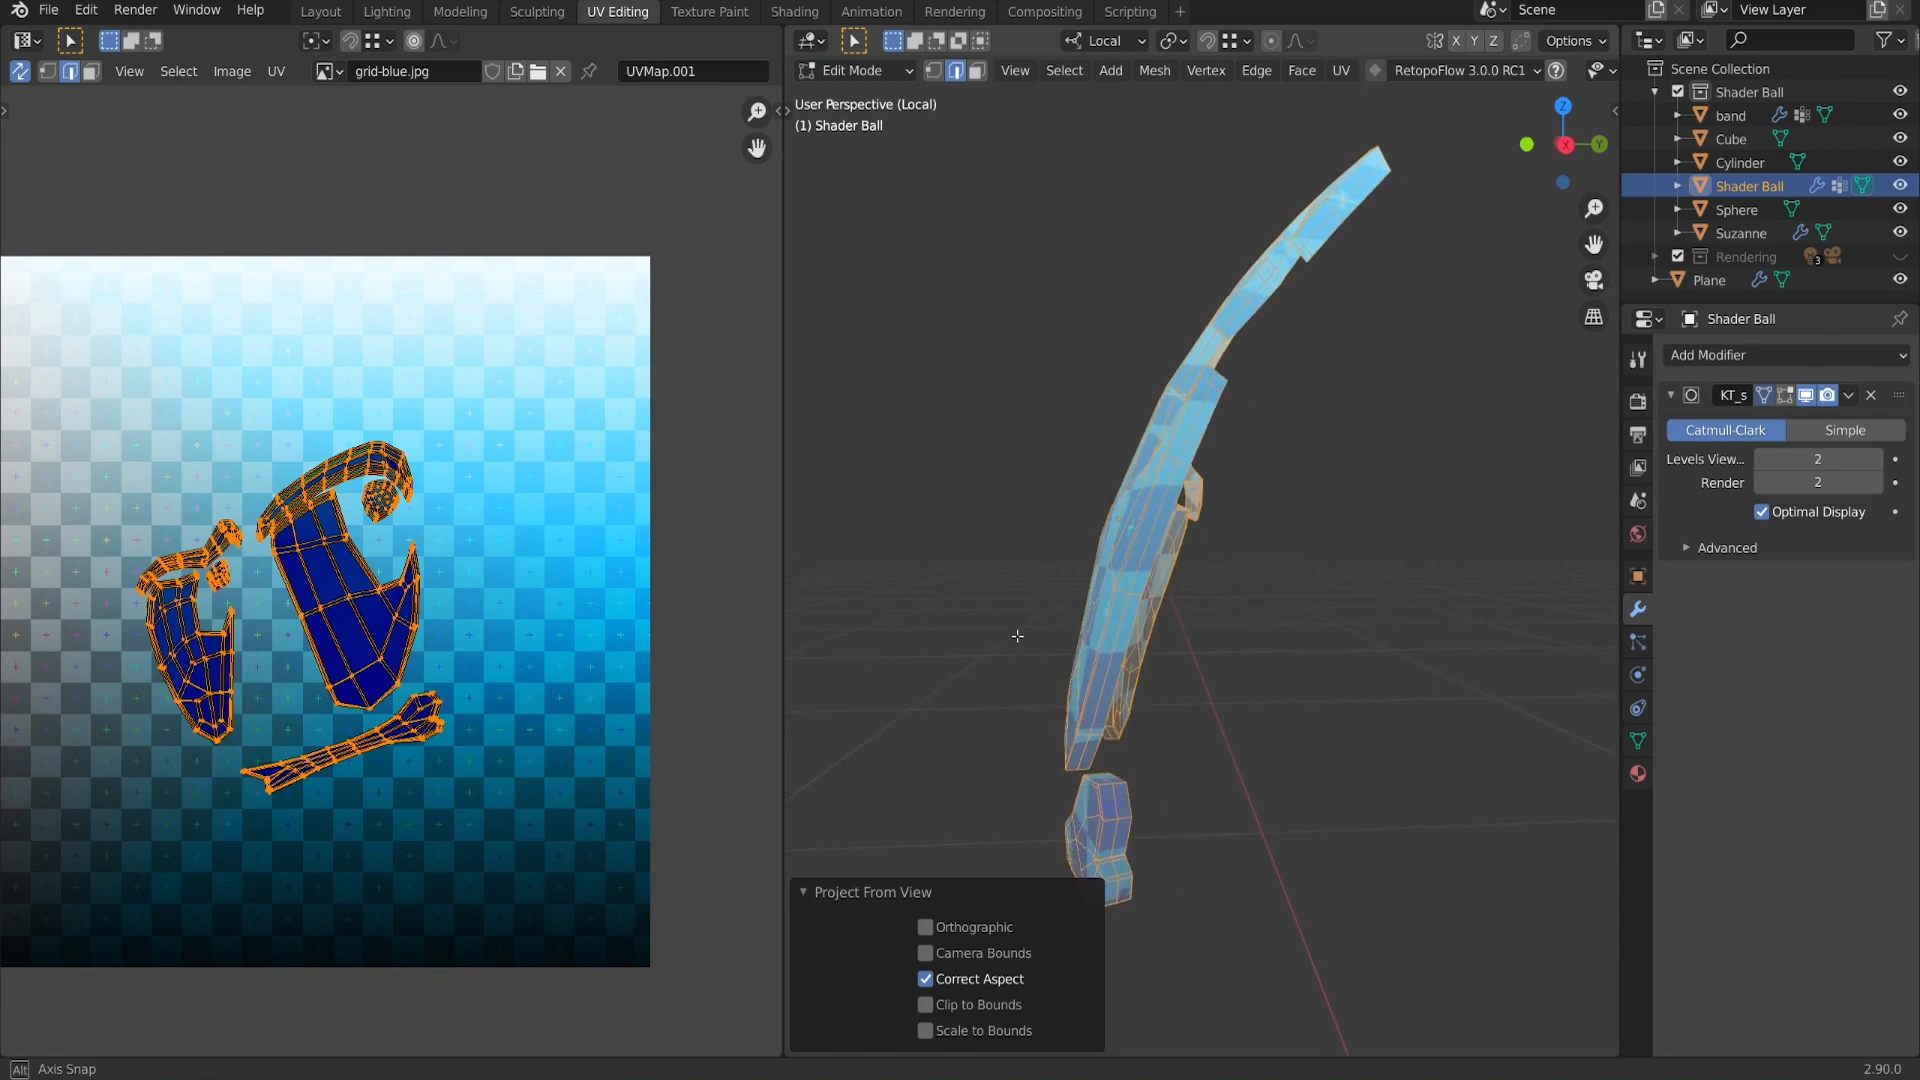 File Edit Render Window Help
Layout Lighting Modeling Sculpting UV Editing Texture Paint Shading Animation Rendering Compositing Scripting +
Scene
View Layer
Local
X Y Z
Options
View Select Image UV
grid-blue.jpg
UVMap.001
Edit Mode
View Select Add Mesh Vertex Edge Face UV
RetopoFlow 3.0.0 RC1
User Perspective (Local)
(1) Shader Ball
Z
X
Y
Scene Collection
Shader Ball
band
Cube
Cylinder
Shader Ball
Sphere
Suzanne
Rendering 3
Plane
Shader Ball
Add Modifier
KT_s
Catmull-Clark Simple
Levels View... 2
Render 2
Optimal Display
Advanced
Project From View
Orthographic
Camera Bounds
Correct Aspect
Clip to Bounds
Scale to Bounds
Alt Axis Snap
2.90.0